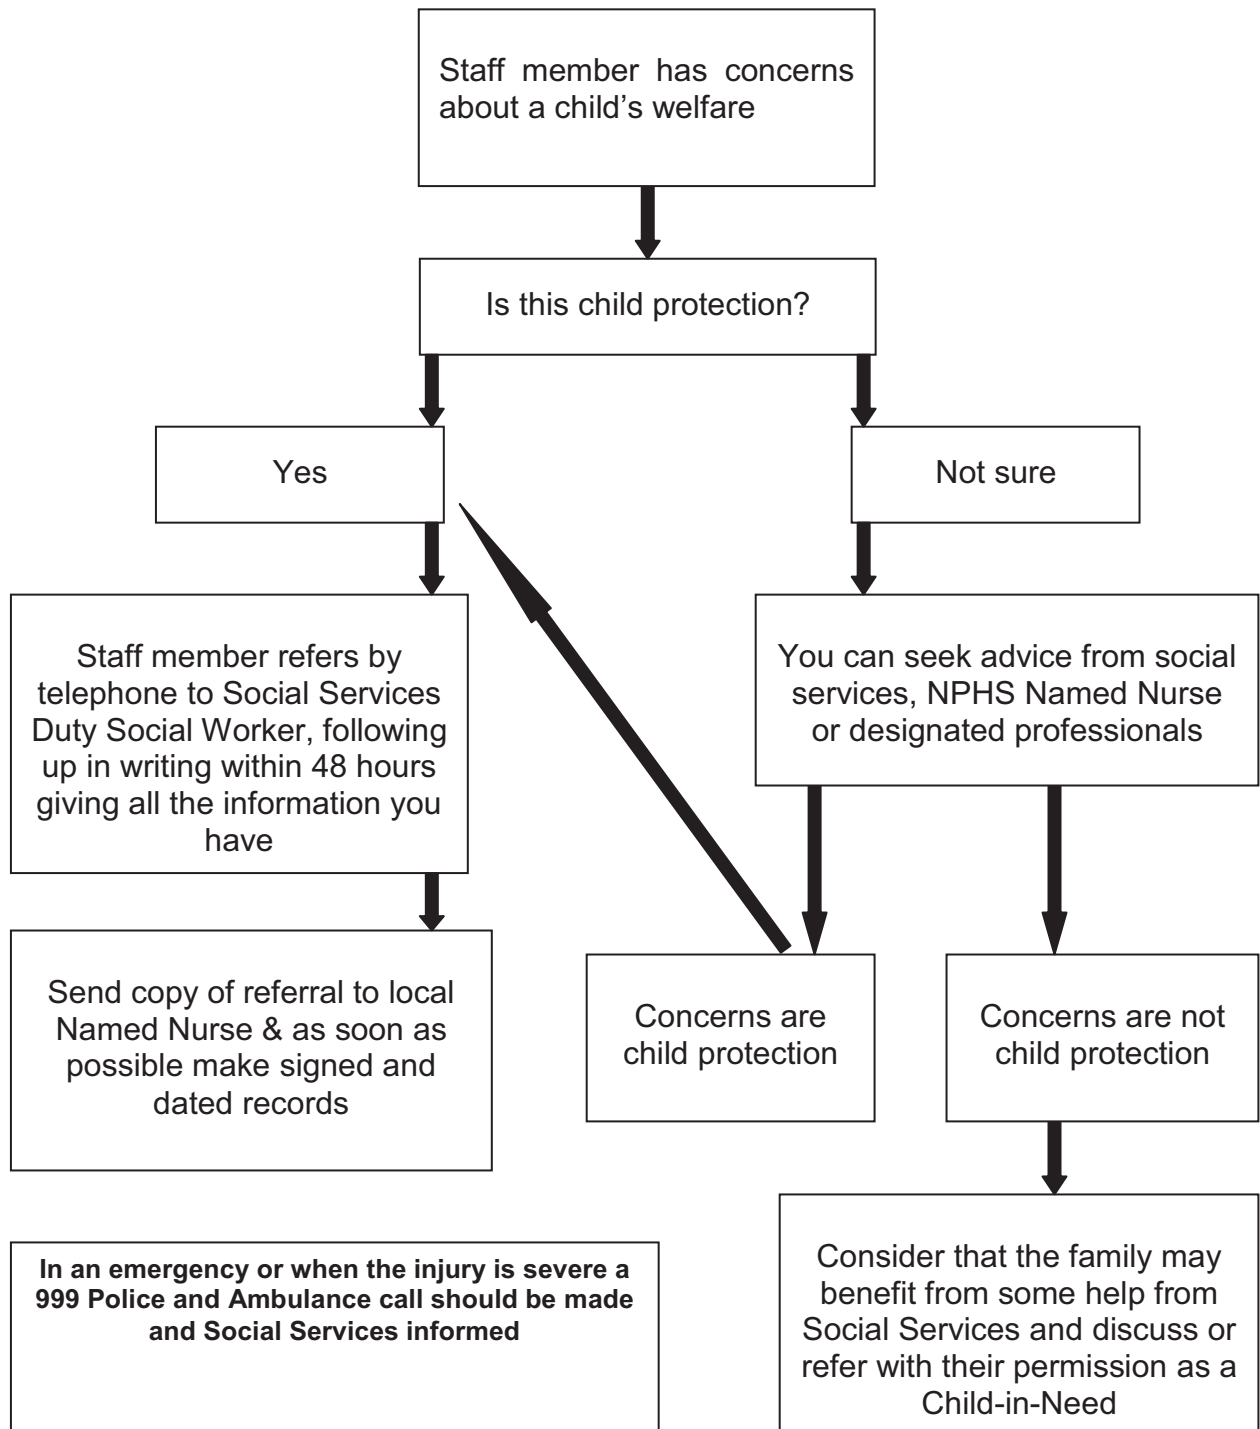 Staff member has concerns
about a child’s welfare
Is this child protection?
Yes
Not sure
Staff member refers by
telephone to Social Services
Duty Social Worker, following
up in writing within 48 hours
giving all the information you
have
You can seek advice from social
services, NPHS Named Nurse
or designated professionals
Send copy of referral to local
Named Nurse & as soon as
possible make signed and
dated records
Concerns are
child protection
Concerns are not
child protection
In an emergency or when the injury is severe a
999 Police and Ambulance call should be made
and Social Services informed
Consider that the family may
benefit from some help from
Social Services and discuss or
refer with their permission as a
Child-in-Need